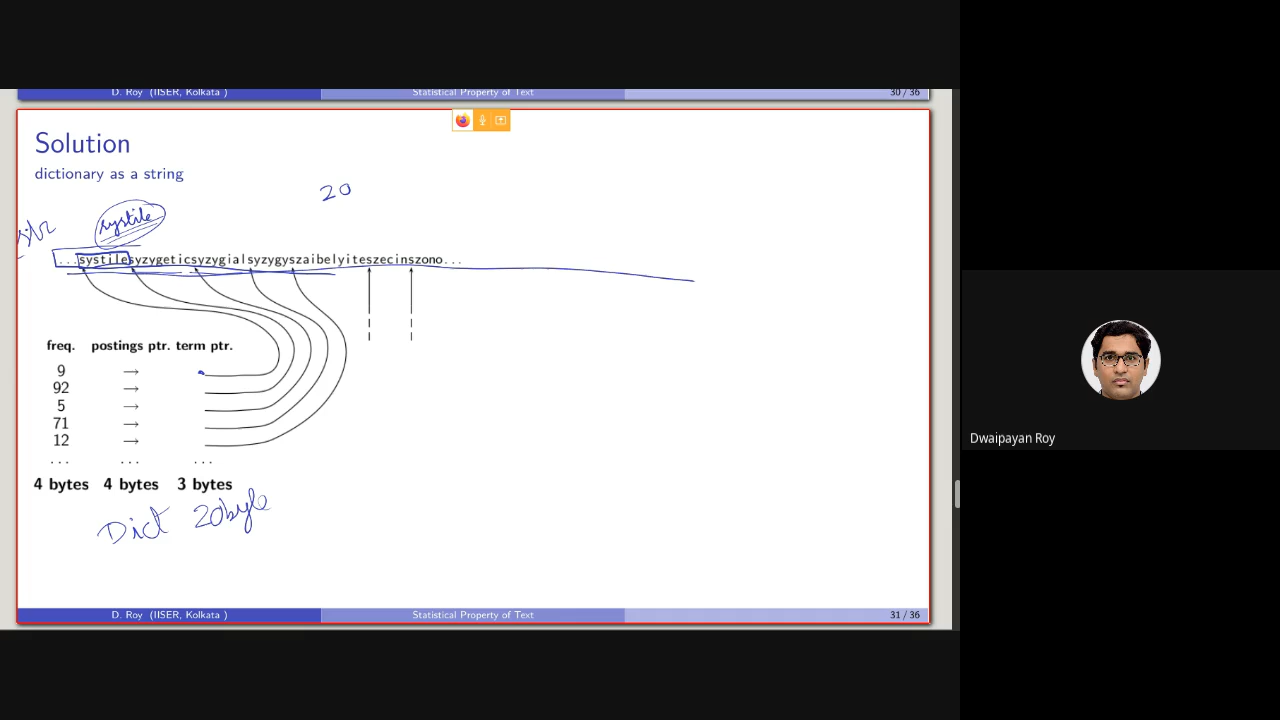 D. Roy (IISER, Kolkata ) Statistical Property of Text 30 / 36
Solution
dictionary as a string
20
systile
...systilesyzygeticsyzygialsyzygyszaibelyiteszecinszono...
freq. postings ptr. term ptr.
9 →
92 →
5 →
71 →
12 →
... ... ...
4 bytes 4 bytes 3 bytes
Dict 20byte
D. Roy (IISER, Kolkata ) Statistical Property of Text 31 / 36
Dwaipayan Roy